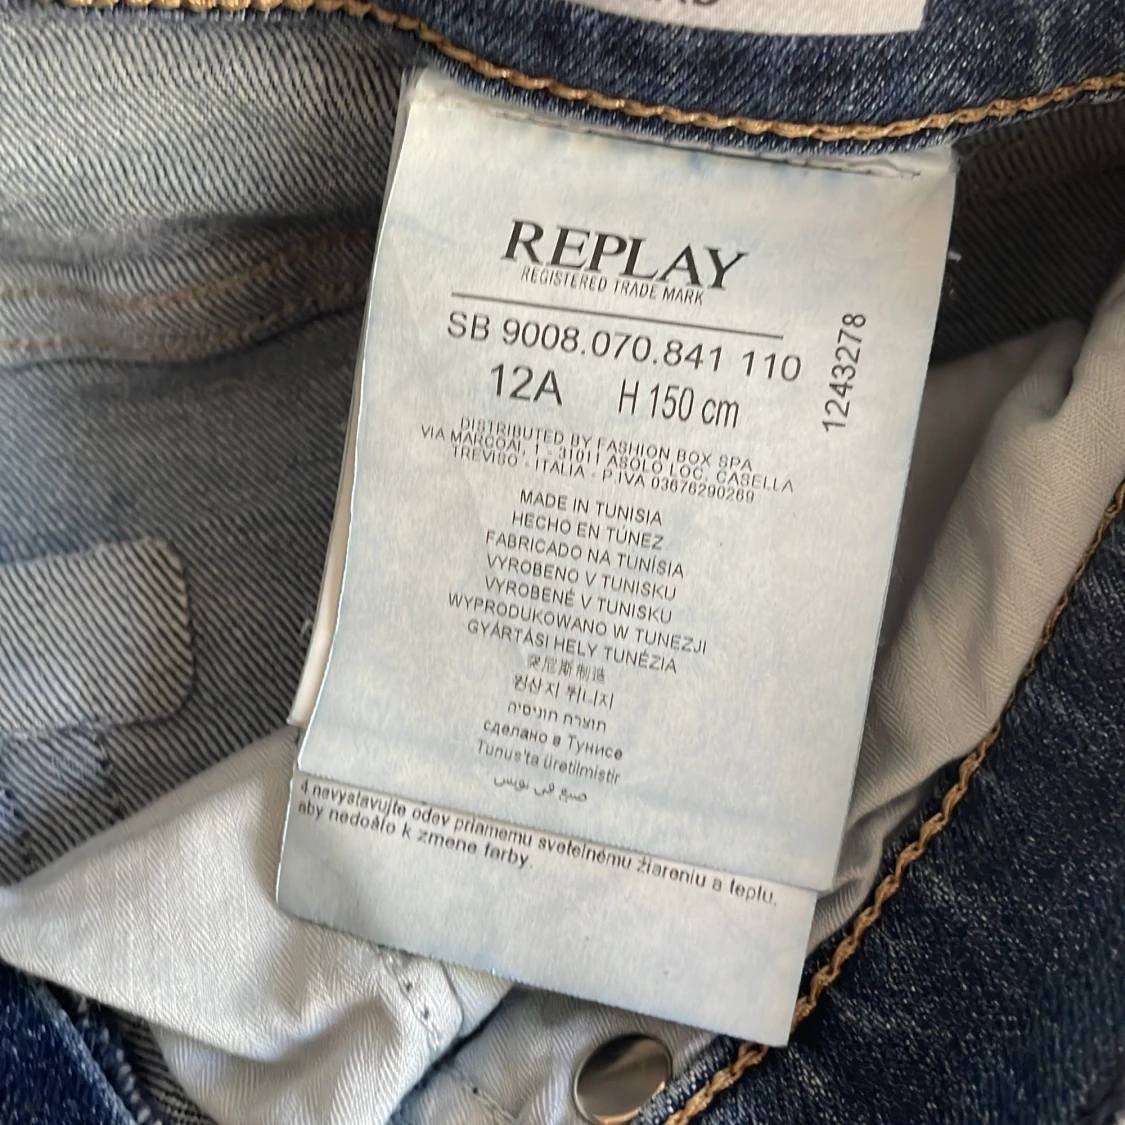 REPLAY
REGISTERED TRADE MARK
SB 9008.070.841 110
12A H 150 cm
1243278
DISTRIBUTED BY FASHION BOX SPA
VIA MARCOAI, 1 - 31011 ASOLO LOC. CASELLA
TREVISO - ITALIA - P.IVA 03676290269
MADE IN TUNISIA
HECHO EN TÚNEZ
FABRICADO NA TUNÍSIA
VYROBENO V TUNISKU
VYROBENÉ V TUNISKU
WYPRODUKOWANO W TUNEZJI
GYÁRTÁSI HELY TUNÉZIA
突尼斯制造
원산지 튀니지
תוצרת תוניסיה
сделано в Тунисе
Tunus'ta üretilmistir
صنع في تونس
4 nevystavujte odev priamemu svetelnému žiareniu a teplu,
aby nedošlo k zmene farby.